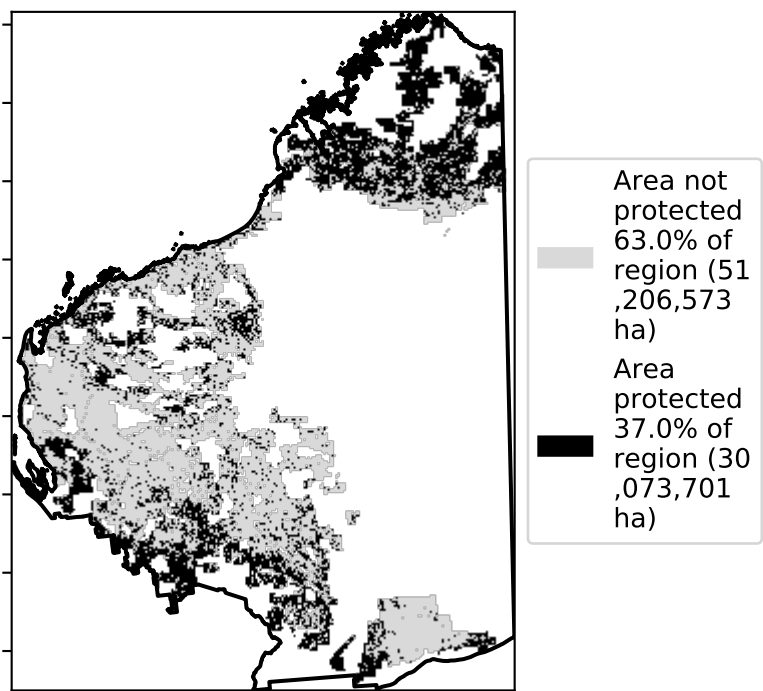 Area not
protected
63.0% of
region (51
,206,573
ha)
Area
protected
37.0% of
region (30
,073,701
ha)